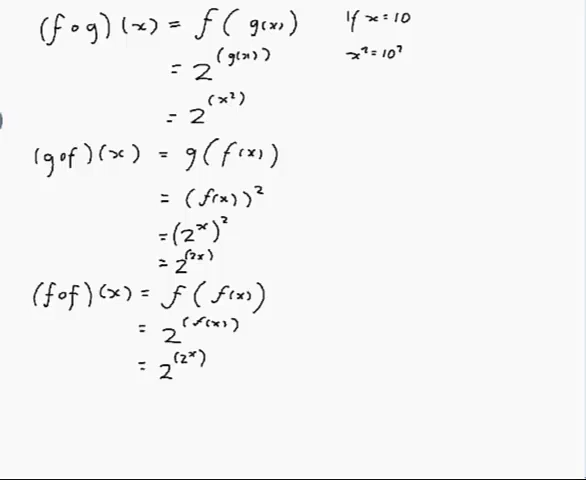 (f∘g)(x) = f(g(x))
If x = 10
= 2^(g(x))
x² = 10²
= 2^(x²)
(g∘f)(x) = g(f(x))
= (f(x))²
= (2^x)²
= 2^(2x)
(f∘f)(x) = f(f(x))
= 2^(f(x))
= 2^(2^x)